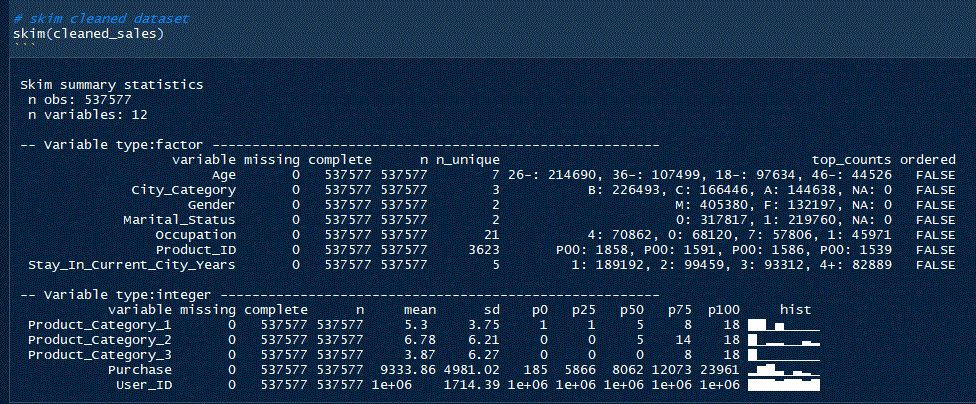 # skim cleaned dataset
skim(cleaned_sales)
```
Skim summary statistics
n obs: 537577
n variables: 12
-- Variable type:factor --------------------------------------------------------
variable missing complete n n_unique top_counts ordered
Age 0 537577 537577 7 26-: 214690, 36-: 107499, 18-: 97634, 46-: 44526 FALSE
City_Category 0 537577 537577 3 B: 226493, C: 166446, A: 144638, NA: 0 FALSE
Gender 0 537577 537577 2 M: 405380, F: 132197, NA: 0 FALSE
Marital_Status 0 537577 537577 2 0: 317817, 1: 219760, NA: 0 FALSE
Occupation 0 537577 537577 21 4: 70862, 0: 68120, 7: 57806, 1: 45971 FALSE
Product_ID 0 537577 537577 3623 P00: 1858, P00: 1591, P00: 1586, P00: 1539 FALSE
Stay_In_Current_City_Years 0 537577 537577 5 1: 189192, 2: 99459, 3: 93312, 4+: 82889 FALSE
-- Variable type:integer -------------------------------------------------------
variable missing complete n mean sd p0 p25 p50 p75 p100 hist
Product_Category_1 0 537577 537577 5.3 3.75 1 1 5 8 18
Product_Category_2 0 537577 537577 6.78 6.21 0 0 5 14 18
Product_Category_3 0 537577 537577 3.87 6.27 0 0 0 8 18
Purchase 0 537577 537577 9333.86 4981.02 185 5866 8062 12073 23961
User_ID 0 537577 537577 1e+06 1714.39 1e+06 1e+06 1e+06 1e+06 1e+06